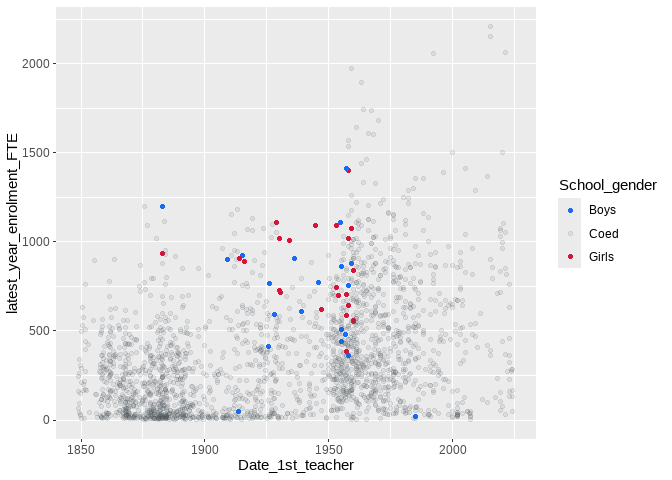 2000
1500
1000
500
0
latest_year_enrolment_FTE
1850
1900
1950
2000
Date_1st_teacher
School_gender
Boys
Coed
Girls